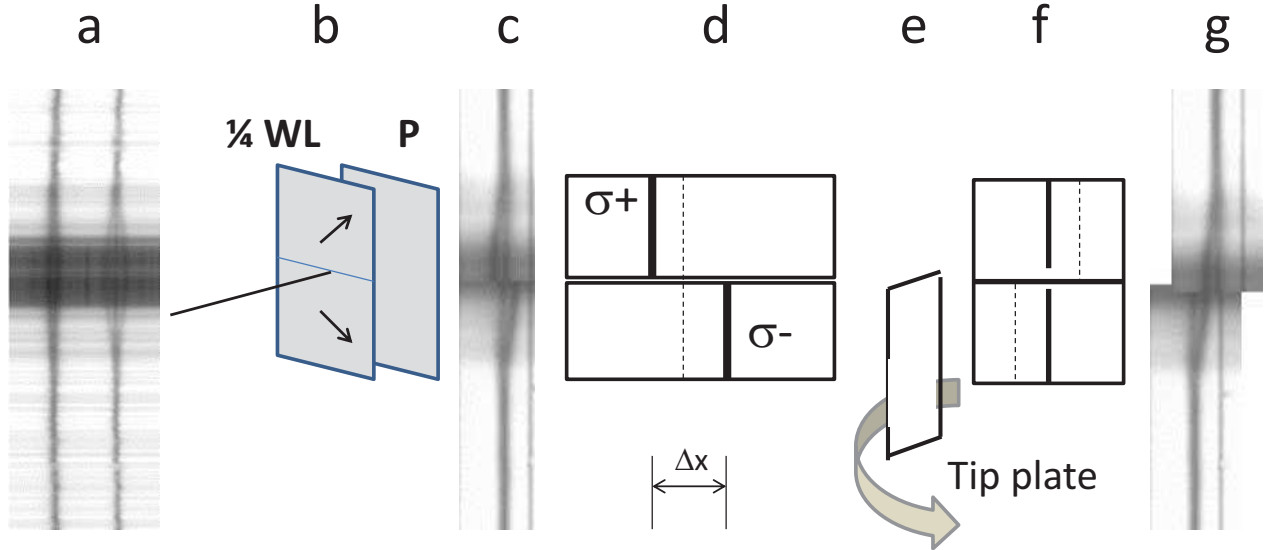 a b c d e f g
¼ WL P
σ+
σ-
Δx
Tip plate